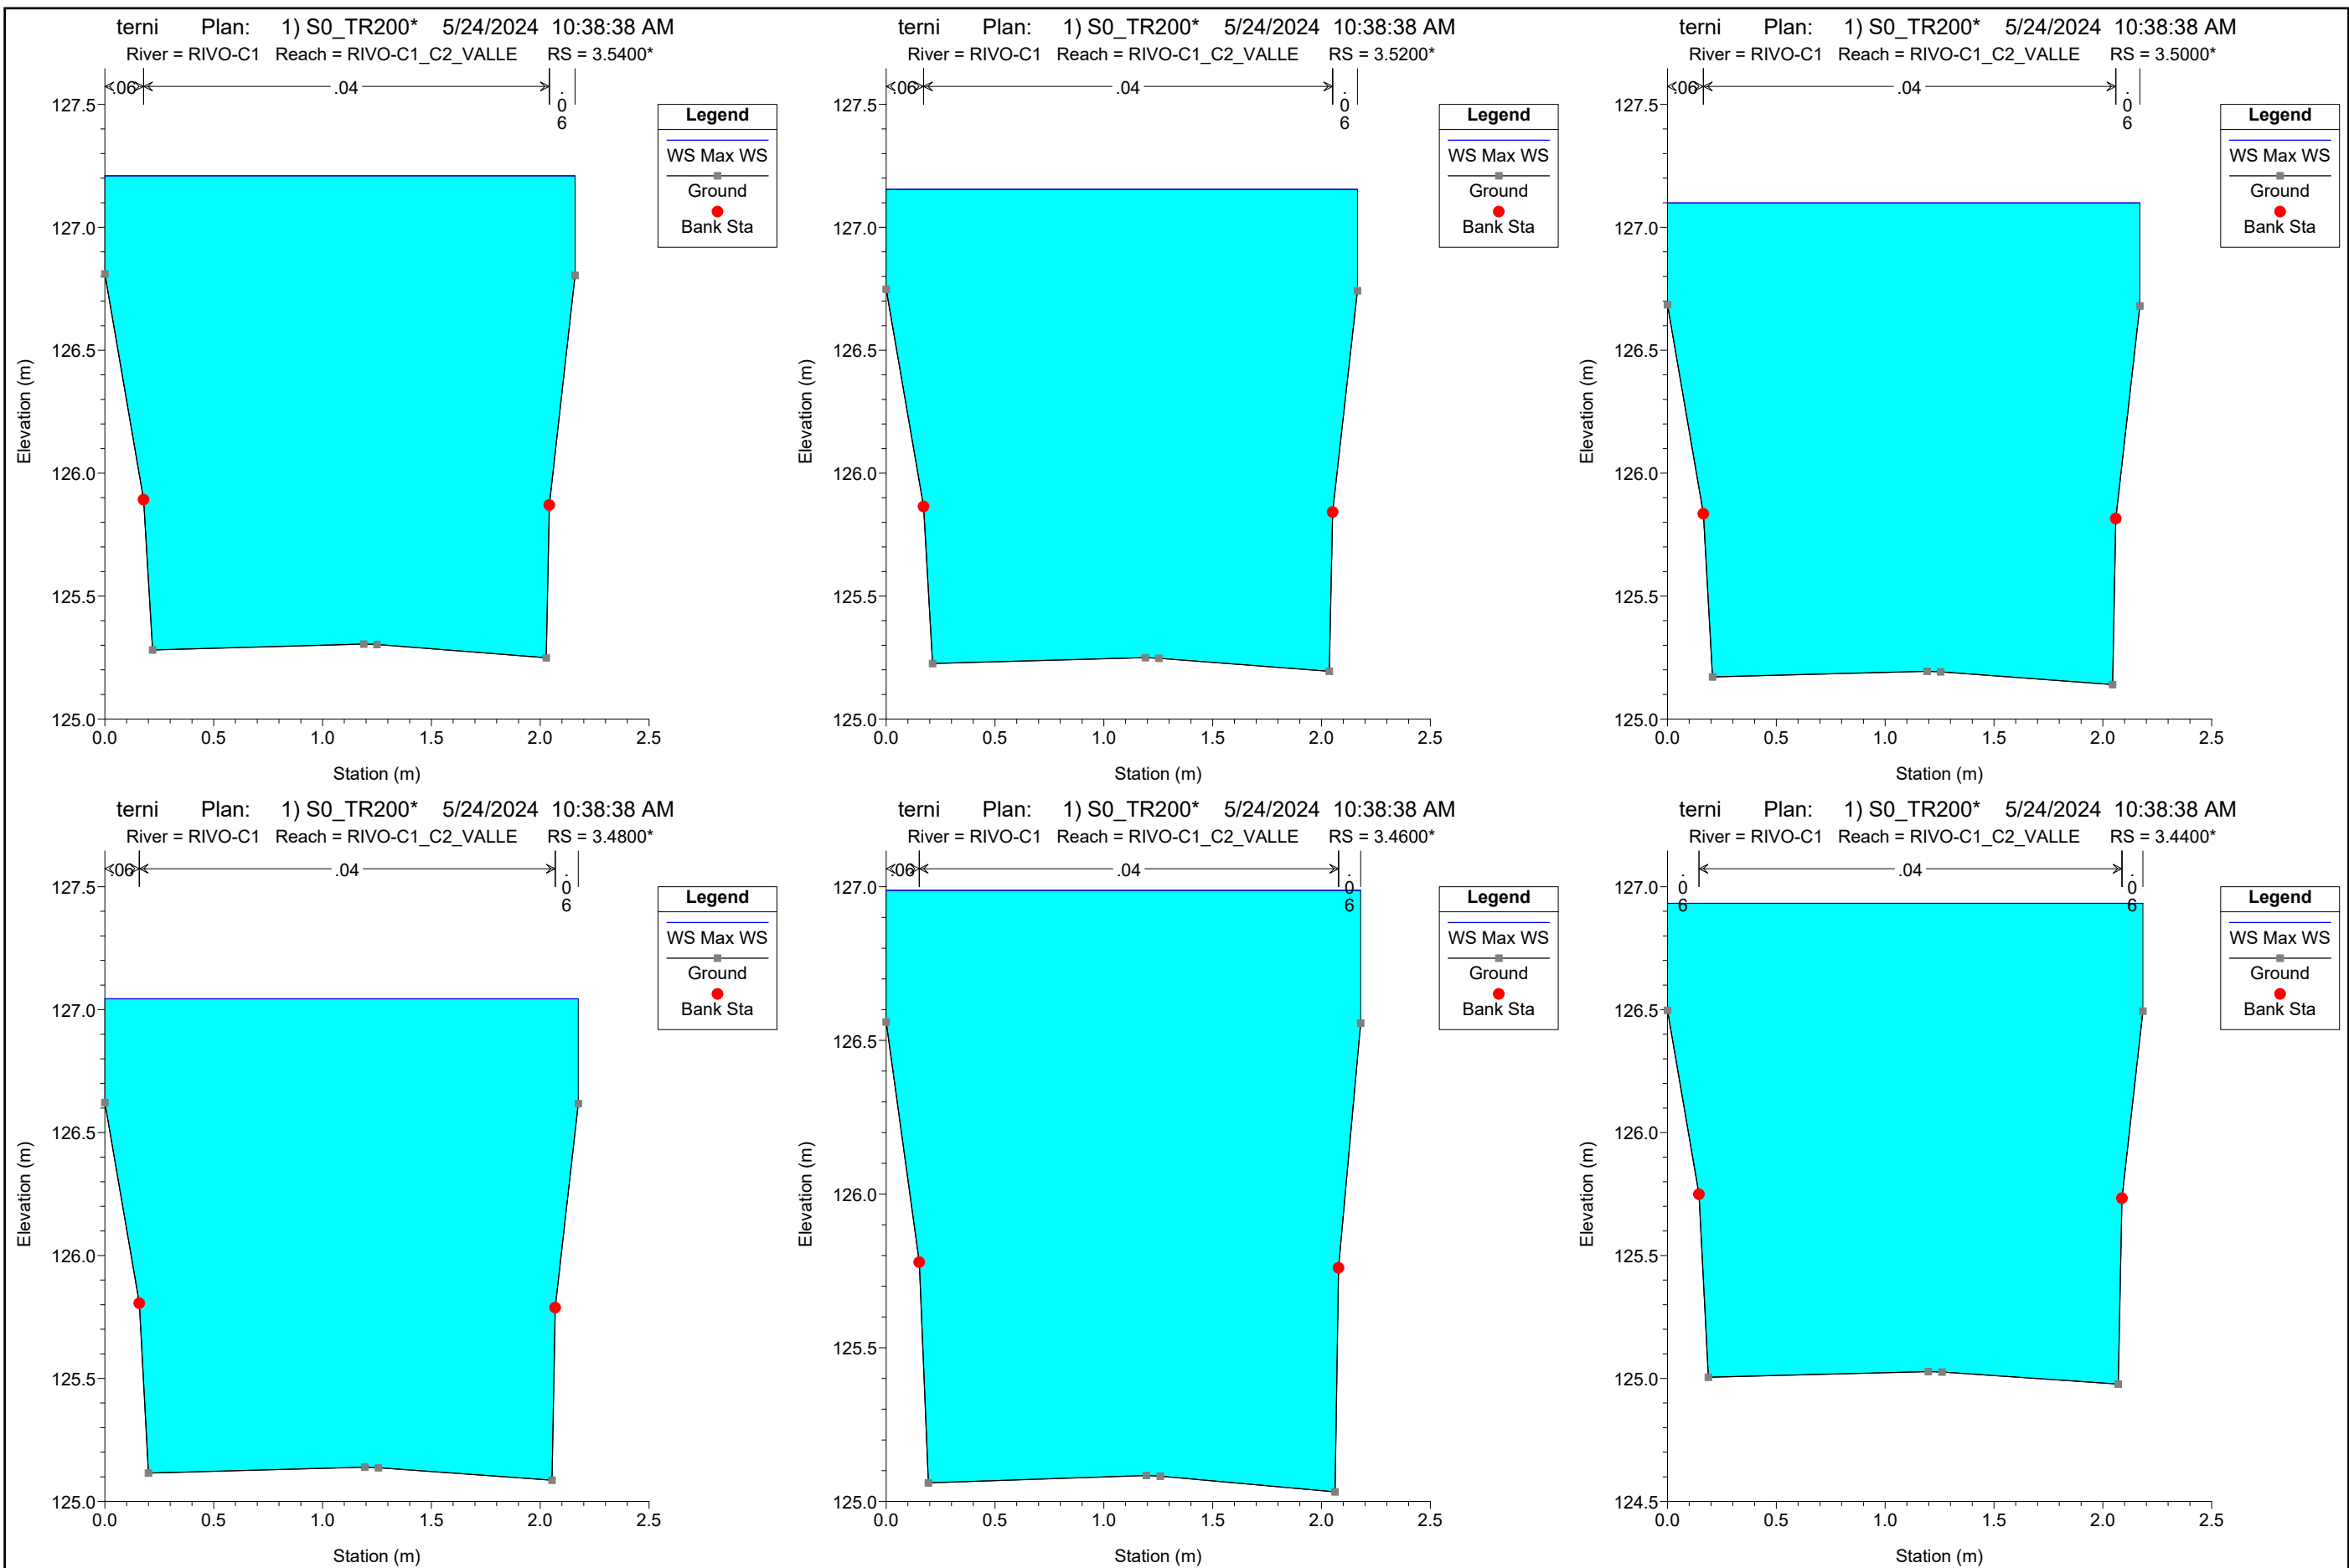 terni Plan: 1) S0_TR200* 5/24/2024 10:38:38 AM
River = RIVO-C1 Reach = RIVO-C1_C2_VALLE RS = 3.5400*
.06
.04
.06
127.5
127.0
126.5
126.0
125.5
125.0
0.0 0.5 1.0 1.5 2.0 2.5
Station (m)
Elevation (m)
Legend
WS Max WS
Ground
Bank Sta
terni Plan: 1) S0_TR200* 5/24/2024 10:38:38 AM
River = RIVO-C1 Reach = RIVO-C1_C2_VALLE RS = 3.5200*
.06
.04
.06
127.5
127.0
126.5
126.0
125.5
125.0
0.0 0.5 1.0 1.5 2.0 2.5
Station (m)
Elevation (m)
Legend
WS Max WS
Ground
Bank Sta
terni Plan: 1) S0_TR200* 5/24/2024 10:38:38 AM
River = RIVO-C1 Reach = RIVO-C1_C2_VALLE RS = 3.5000*
.06
.04
.06
127.5
127.0
126.5
126.0
125.5
125.0
0.0 0.5 1.0 1.5 2.0 2.5
Station (m)
Elevation (m)
Legend
WS Max WS
Ground
Bank Sta
terni Plan: 1) S0_TR200* 5/24/2024 10:38:38 AM
River = RIVO-C1 Reach = RIVO-C1_C2_VALLE RS = 3.4800*
.06
.04
.06
127.5
127.0
126.5
126.0
125.5
125.0
0.0 0.5 1.0 1.5 2.0 2.5
Station (m)
Elevation (m)
Legend
WS Max WS
Ground
Bank Sta
terni Plan: 1) S0_TR200* 5/24/2024 10:38:38 AM
River = RIVO-C1 Reach = RIVO-C1_C2_VALLE RS = 3.4600*
.06
.04
.06
127.0
126.5
126.0
125.5
125.0
0.0 0.5 1.0 1.5 2.0 2.5
Station (m)
Elevation (m)
Legend
WS Max WS
Ground
Bank Sta
terni Plan: 1) S0_TR200* 5/24/2024 10:38:38 AM
River = RIVO-C1 Reach = RIVO-C1_C2_VALLE RS = 3.4400*
.06
.04
.06
127.0
126.5
126.0
125.5
125.0
124.5
0.0 0.5 1.0 1.5 2.0 2.5
Station (m)
Elevation (m)
Legend
WS Max WS
Ground
Bank Sta